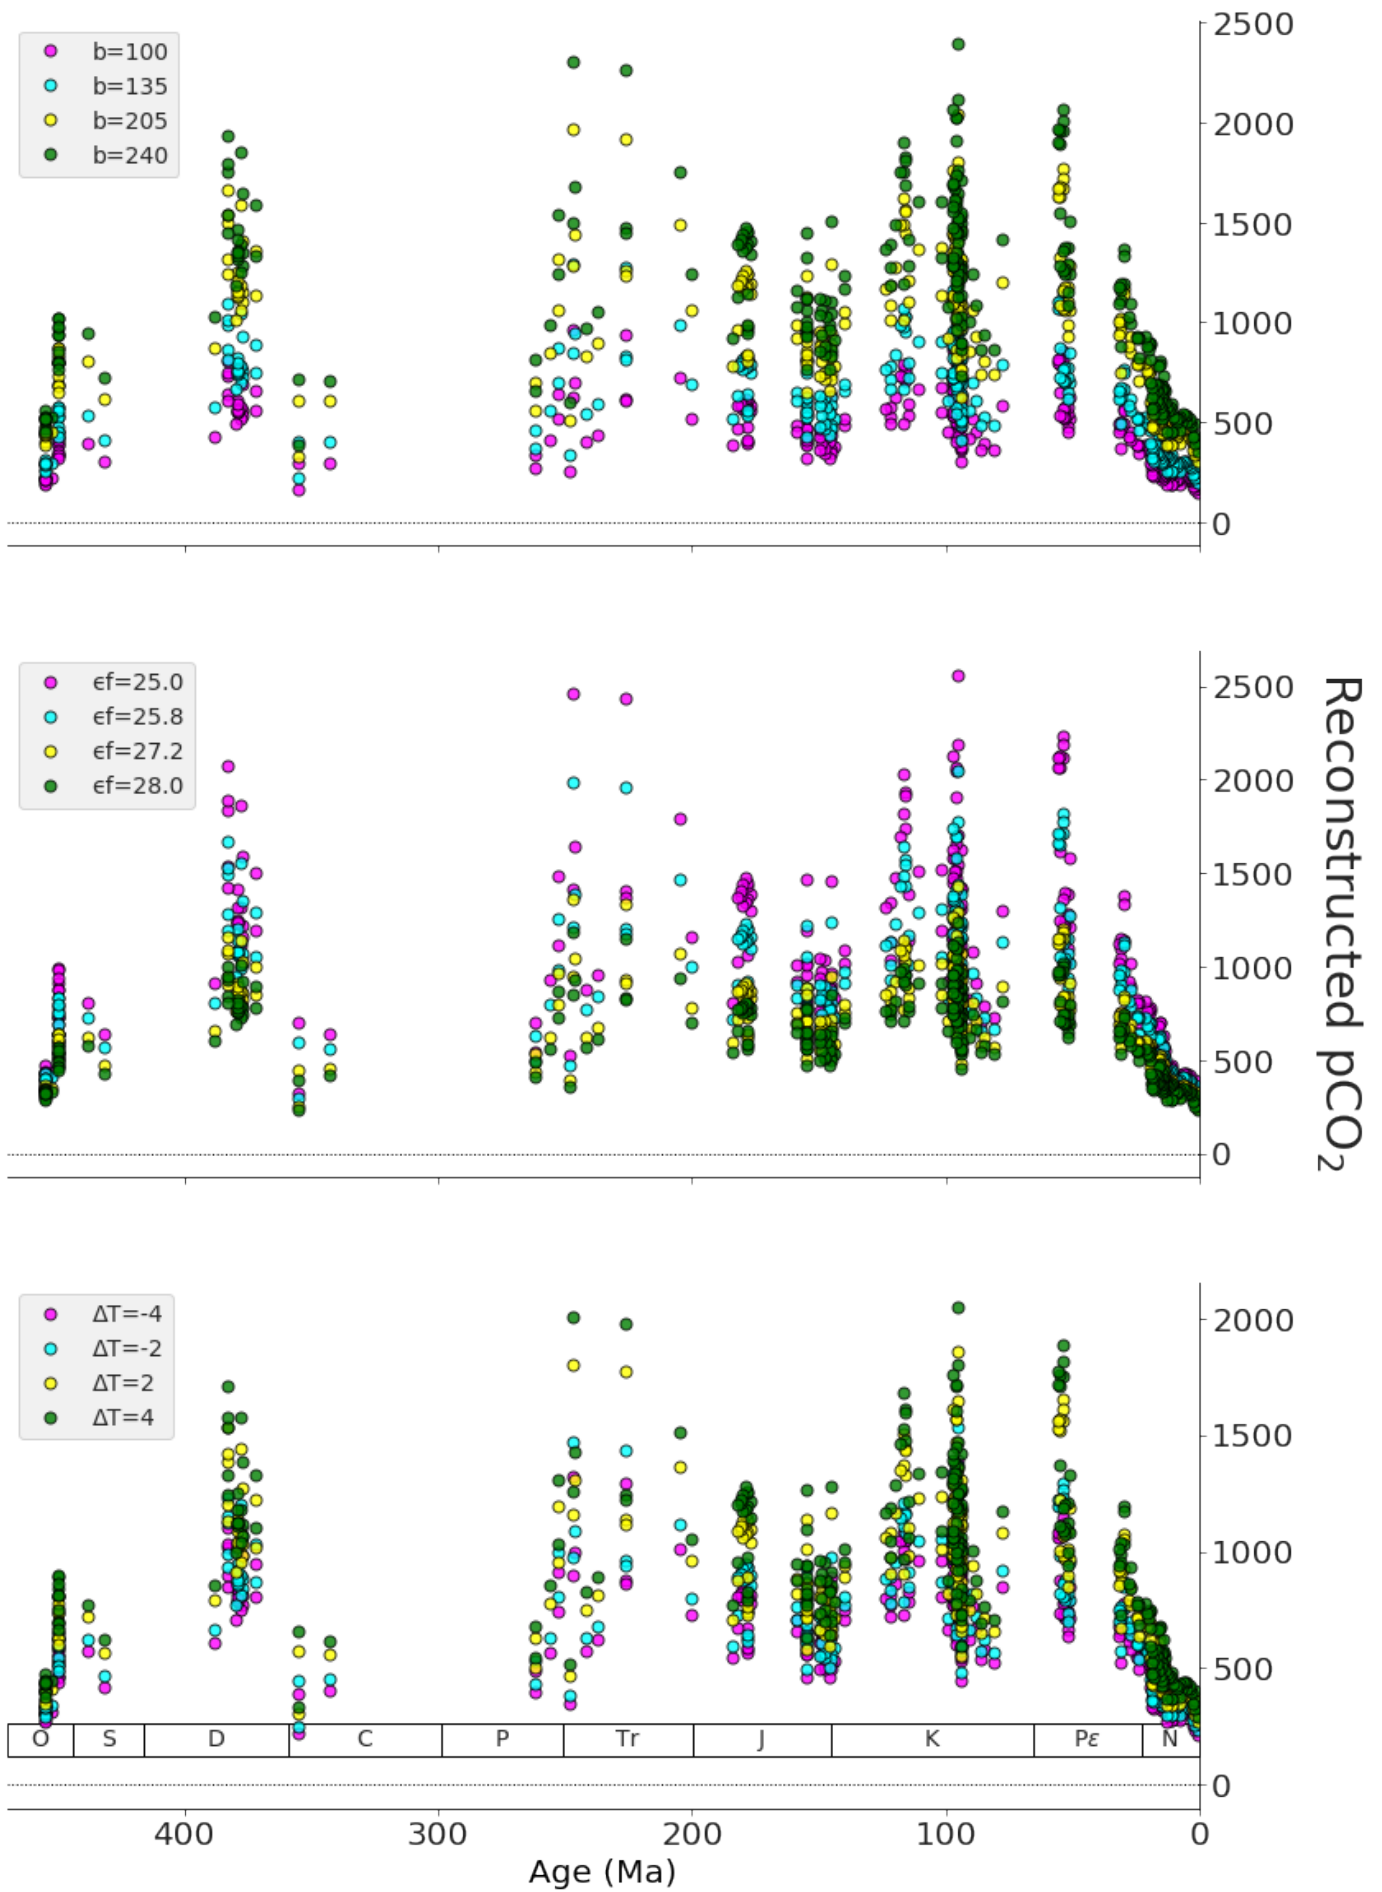 b=100
b=135
b=205
b=240
2500
2000
1500
1000
500
0
ϵf=25.0
ϵf=25.8
ϵf=27.2
ϵf=28.0
2500
2000
1500
1000
500
0
Reconstructed pCO₂
ΔT=-4
ΔT=-2
ΔT=2
ΔT=4
2000
1500
1000
500
0
O S D C P Tr J K Pε N
400 300 200 100 0
Age (Ma)